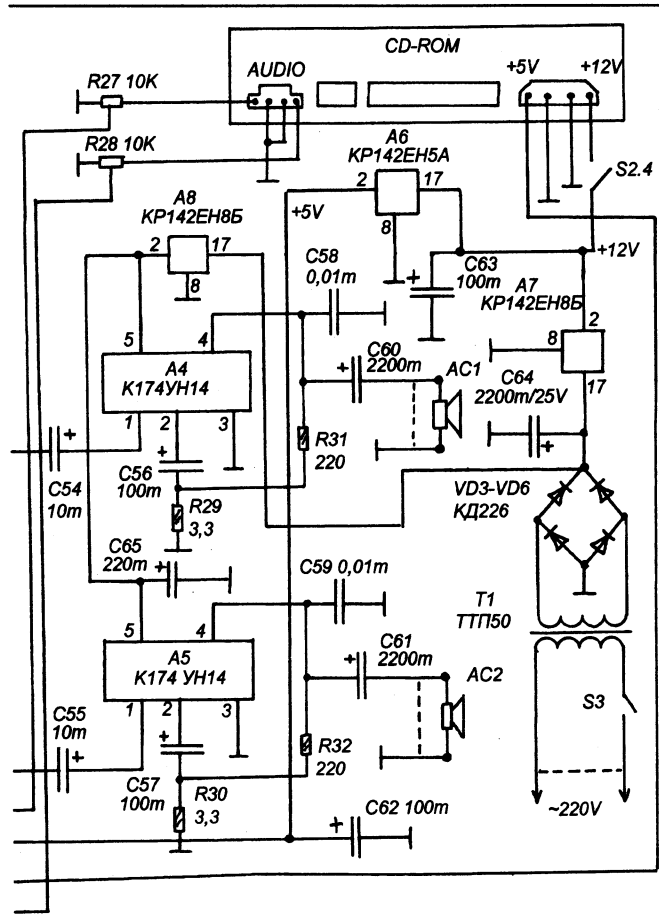 CD-ROM
AUDIO
+5V
+12V
R27 10K
R28 10K
S2.4
A6
КР142ЕН5А
2
17
8
+5V
+12V
A8
КР142ЕН8Б
2
17
8
C58
0,01m
C63
100m
+
A7
КР142ЕН8Б
2
8
17
5
4
A4
К174УН14
1
2
3
C60
2200m
+
AC1
C64
2200m/25V
+
R31
220
C54
10m
+
C56
100m
+
R29
3,3
VD3-VD6
КД226
C65
220m
+
C59 0,01m
T1
ТТП50
5
4
A5
К174 УН14
1
2
3
C61
2200m
+
AC2
S3
C55
10m
+
C57
100m
+
R32
220
R30
3,3
C62 100m
+
~220V